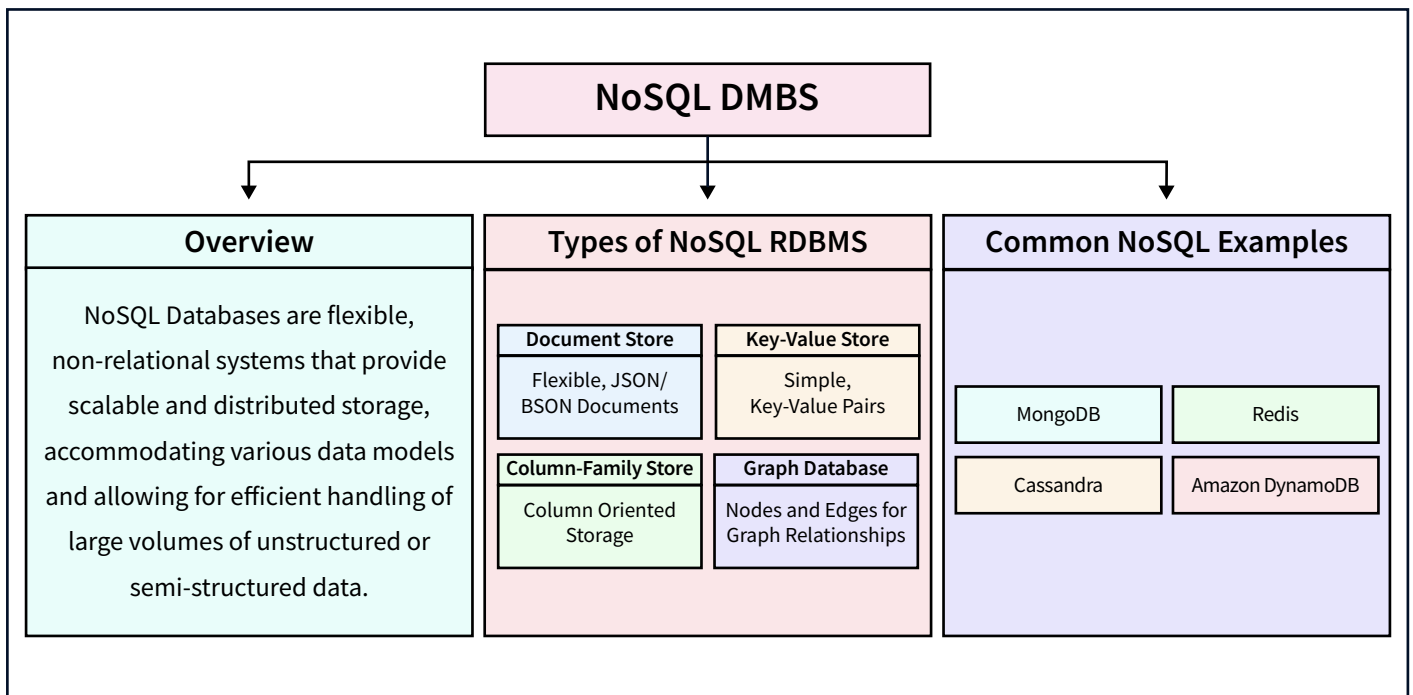 NoSQL DMBS
Overview
NoSQL Databases are flexible,
non-relational systems that provide
scalable and distributed storage,
accommodating various data models
and allowing for efficient handling of
large volumes of unstructured or
semi-structured data.
Types of NoSQL RDBMS
Document Store
Flexible, JSON/
BSON Documents
Key-Value Store
Simple,
Key-Value Pairs
Column-Family Store
Column Oriented
Storage
Graph Database
Nodes and Edges for
Graph Relationships
Common NoSQL Examples
MongoDB
Redis
Cassandra
Amazon DynamoDB